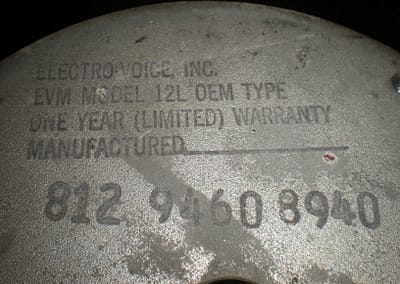 ELECTRO-VOICE, INC.
EVM MODEL 12L OEM TYPE
ONE YEAR (LIMITED) WARRANTY
MANUFACTURED
812 9460 8940